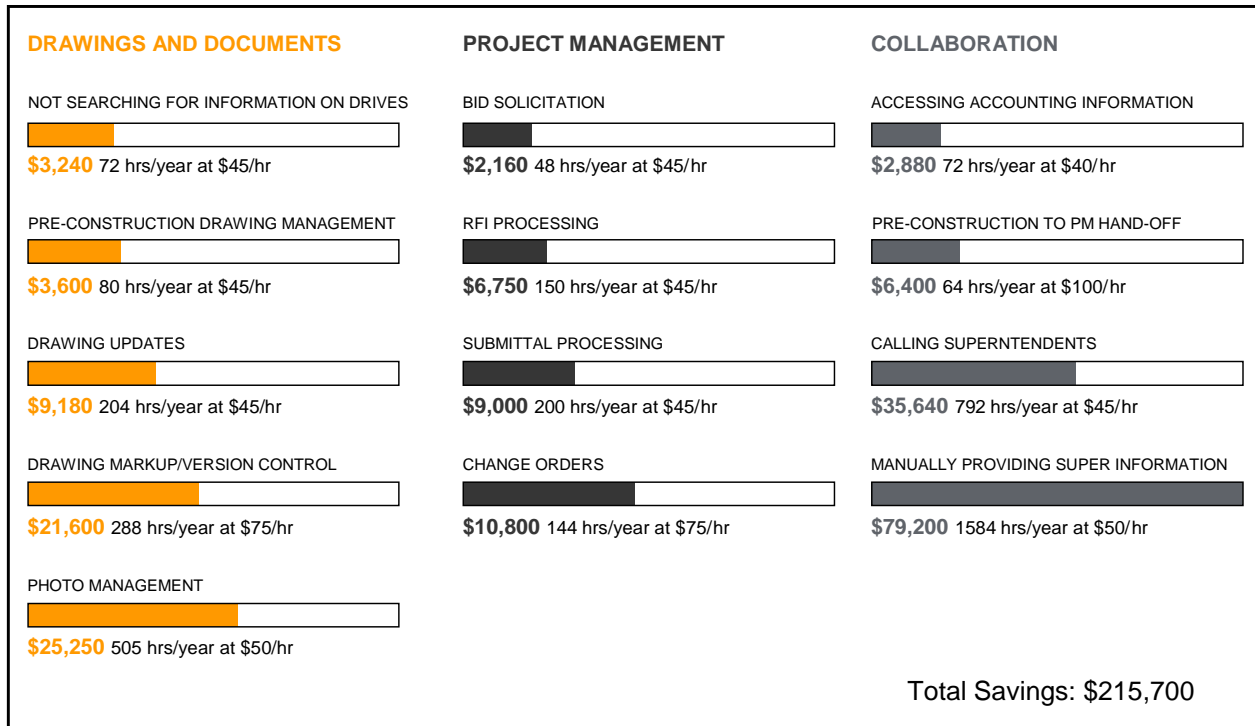 DRAWINGS AND DOCUMENTS
NOT SEARCHING FOR INFORMATION ON DRIVES
$3,240 72 hrs/year at $45/hr
PRE-CONSTRUCTION DRAWING MANAGEMENT
$3,600 80 hrs/year at $45/hr
DRAWING UPDATES
$9,180 204 hrs/year at $45/hr
DRAWING MARKUP/VERSION CONTROL
$21,600 288 hrs/year at $75/hr
PHOTO MANAGEMENT
$25,250 505 hrs/year at $50/hr
PROJECT MANAGEMENT
BID SOLICITATION
$2,160 48 hrs/year at $45/hr
RFI PROCESSING
$6,750 150 hrs/year at $45/hr
SUBMITTAL PROCESSING
$9,000 200 hrs/year at $45/hr
CHANGE ORDERS
$10,800 144 hrs/year at $75/hr
COLLABORATION
ACCESSING ACCOUNTING INFORMATION
$2,880 72 hrs/year at $40/hr
PRE-CONSTRUCTION TO PM HAND-OFF
$6,400 64 hrs/year at $100/hr
CALLING SUPERNTENDENTS
$35,640 792 hrs/year at $45/hr
MANUALLY PROVIDING SUPER INFORMATION
$79,200 1584 hrs/year at $50/hr
Total Savings: $215,700